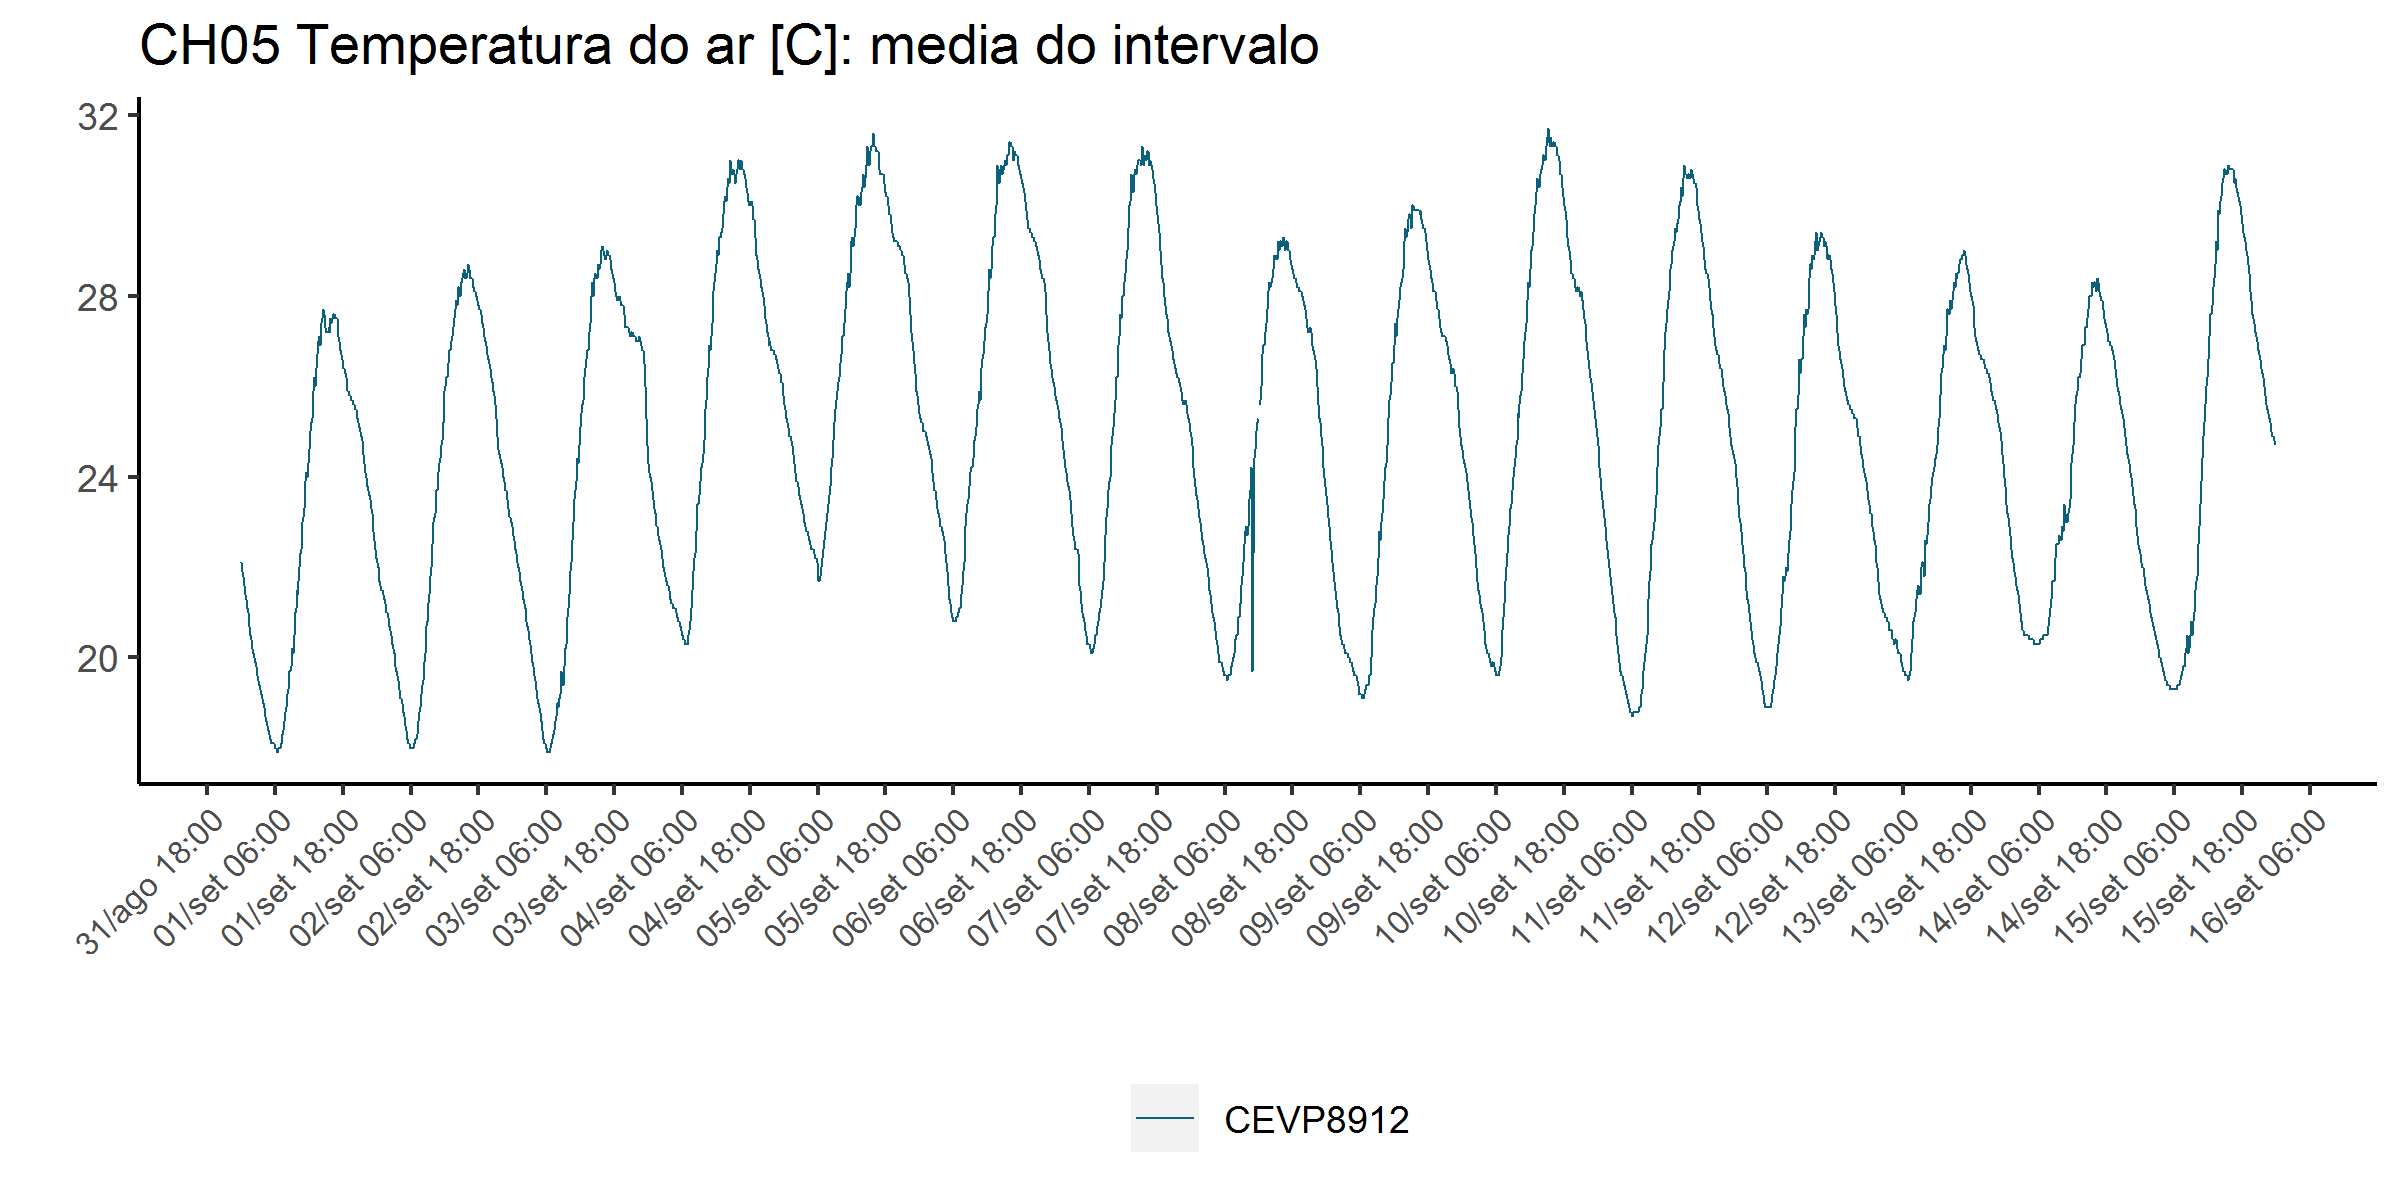 CH05 Temperatura do ar [C]: media do intervalo
32
28
24
20
31/ago 18:00
01/set 06:00
01/set 18:00
02/set 06:00
02/set 18:00
03/set 06:00
03/set 18:00
04/set 06:00
04/set 18:00
05/set 06:00
05/set 18:00
06/set 06:00
06/set 18:00
07/set 06:00
07/set 18:00
08/set 06:00
08/set 18:00
09/set 06:00
09/set 18:00
10/set 06:00
10/set 18:00
11/set 06:00
11/set 18:00
12/set 06:00
12/set 18:00
13/set 06:00
13/set 18:00
14/set 06:00
14/set 18:00
15/set 06:00
15/set 18:00
16/set 06:00
CEVP8912